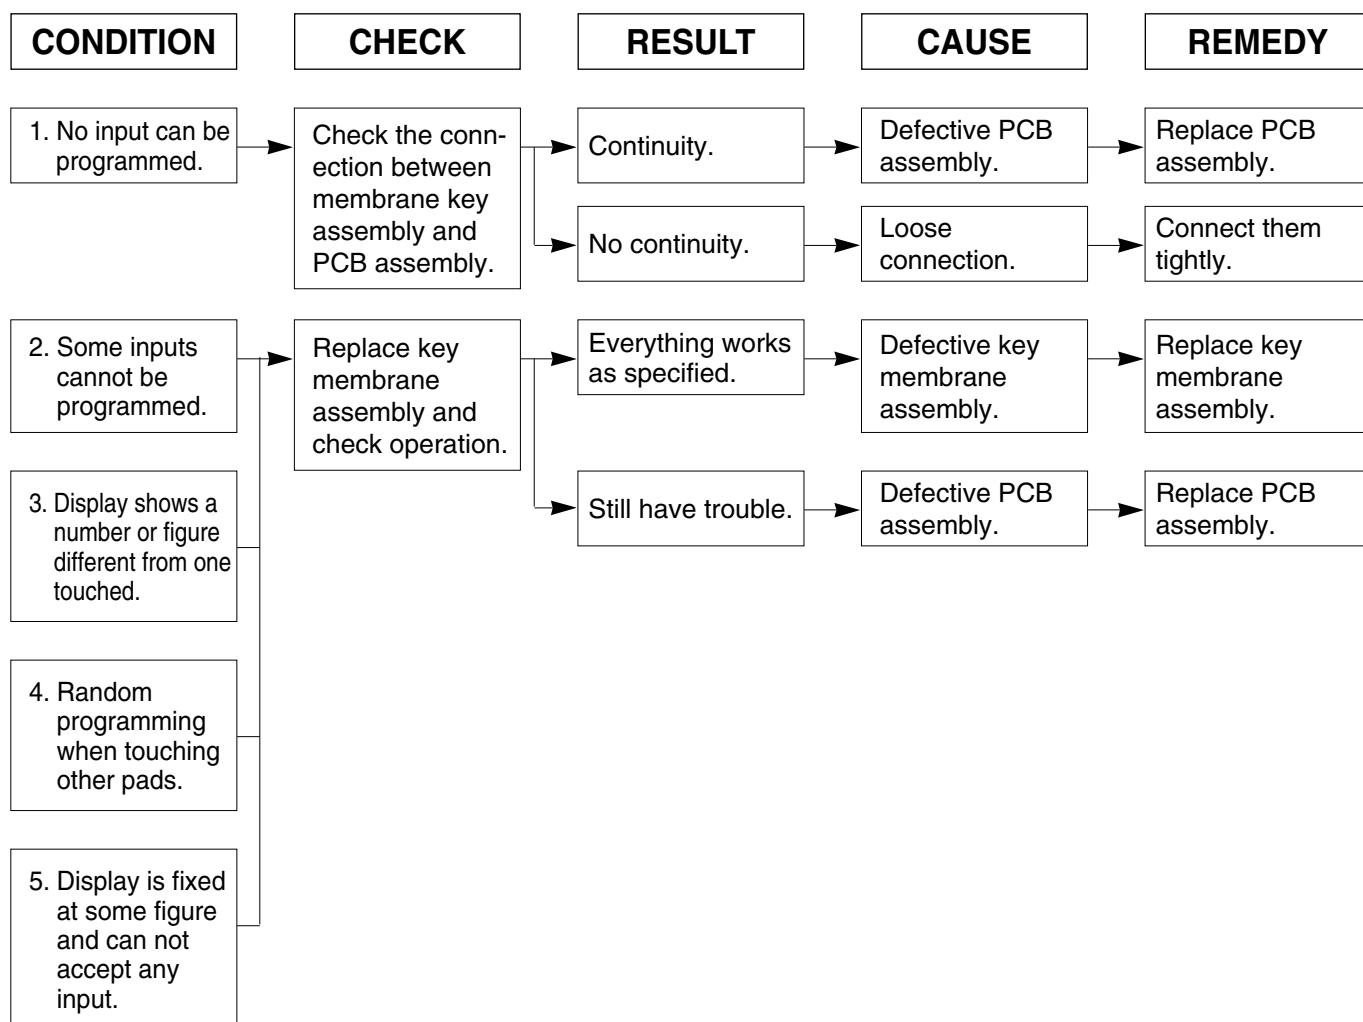 CONDITION
CHECK
RESULT
CAUSE
REMEDY
1. No input can be
programmed.
Check the conn-
ection between
membrane key
assembly and
PCB assembly.
Continuity.
Defective PCB
assembly.
Replace PCB
assembly.
No continuity.
Loose
connection.
Connect them
tightly.
2. Some inputs
cannot be
programmed.
Replace key
membrane
assembly and
check operation.
Everything works
as specified.
Defective key
membrane
assembly.
Replace key
membrane
assembly.
3. Display shows a
number or figure
different from one
touched.
Still have trouble.
Defective PCB
assembly.
Replace PCB
assembly.
4. Random
programming
when touching
other pads.
5. Display is fixed
at some figure
and can not
accept any
input.